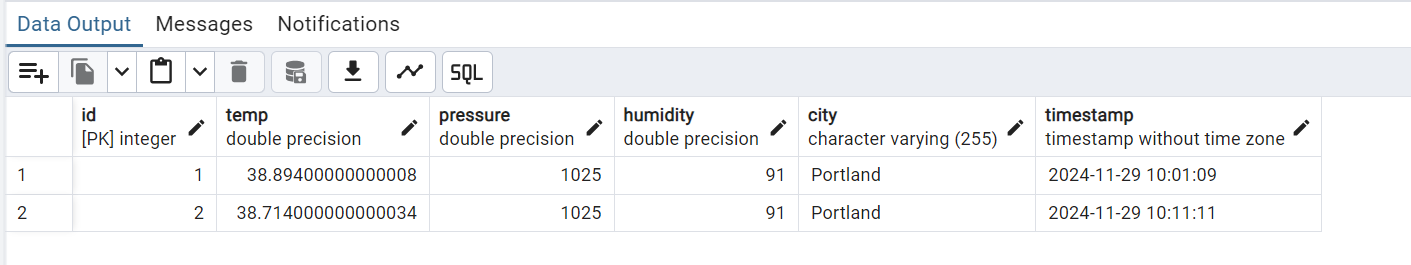 Data Output Messages Notifications
SQL
id temp pressure humidity city timestamp
[PK] integer double precision double precision double precision character varying (255) timestamp without time zone
1 1 38.89400000000008 1025 91 Portland 2024-11-29 10:01:09
2 2 38.714000000000034 1025 91 Portland 2024-11-29 10:11:11